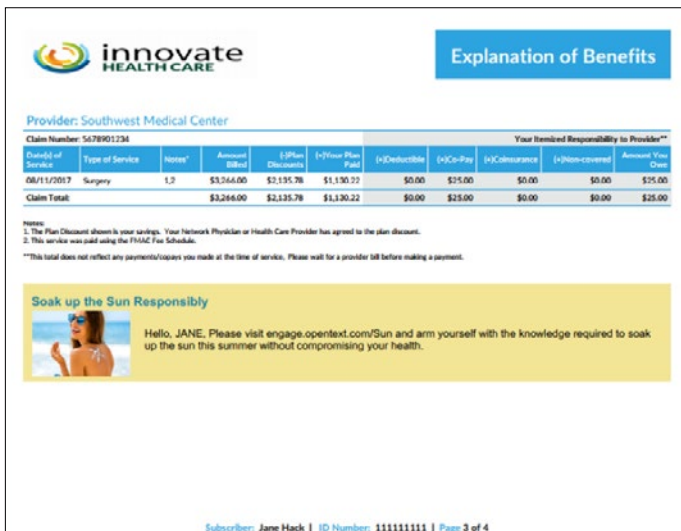 innovate
HEALTH CARE
Explanation of Benefits
Provider: Southwest Medical Center
Claim Number: 5678901234 Your Itemized Responsibility to Provider**
Date(s) of Service Type of Service Notes* Amount Billed (-)Plan Discounts (-)Your Plan Paid (+)Deductible (+)Co-Pay (+)Coinsurance (+)Non-covered Amount You Owe
08/11/2017 Surgery 1,2 $3,266.00 $2,135.78 $1,130.22 $0.00 $25.00 $0.00 $0.00 $25.00
Claim Total: $3,266.00 $2,135.78 $1,130.22 $0.00 $25.00 $0.00 $0.00 $25.00
Notes:
1. The Plan Discount shown is your savings. Your Network Physician or Health Care Provider has agreed to the plan discount.
2. This service was paid using the FMAC Fee Schedule.
**This total does not reflect any payments/copays you made at the time of service, Please wait for a provider bill before making a payment.
Soak up the Sun Responsibly
Hello, JANE, Please visit engage.opentext.com/Sun and arm yourself with the knowledge required to soak
up the sun this summer without compromising your health.
Subscriber: Jane Hack | ID Number: 111111111 | Page 3 of 4